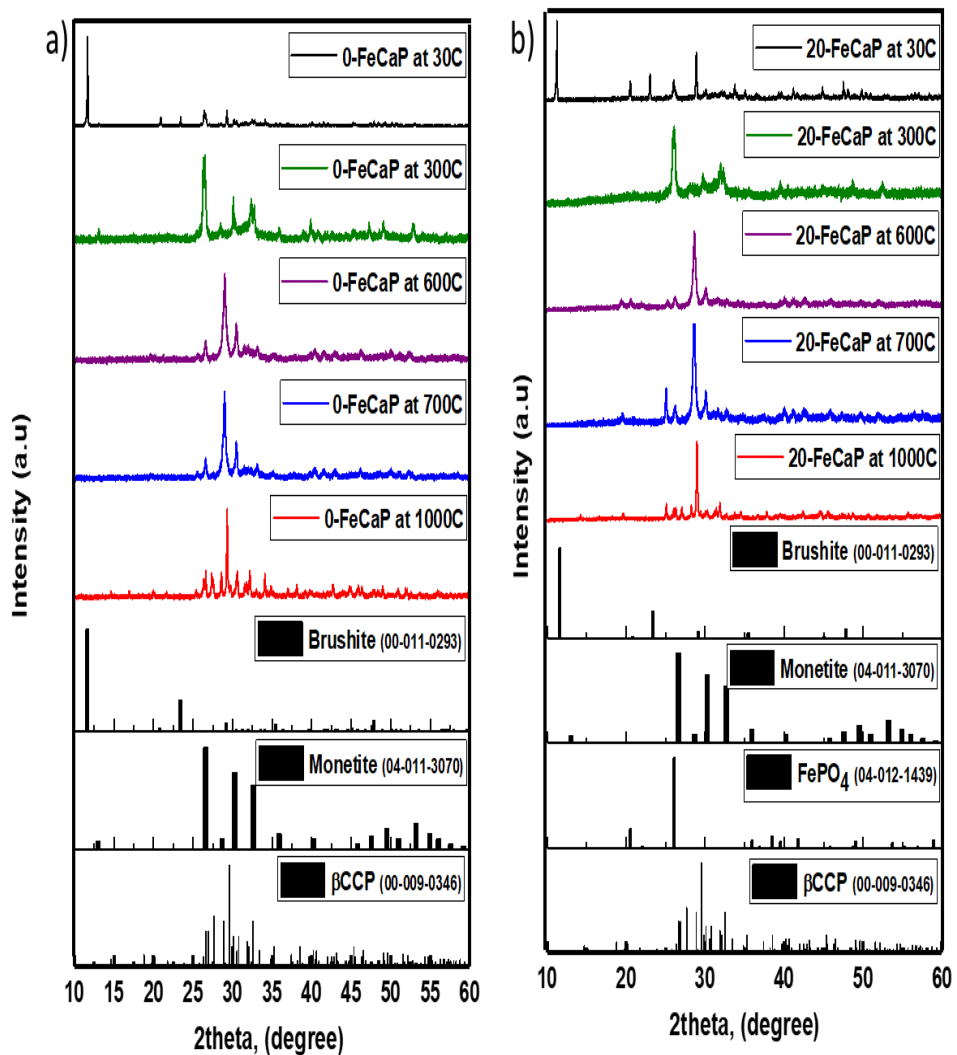 a)
0-FeCaP at 30C
0-FeCaP at 300C
0-FeCaP at 600C
0-FeCaP at 700C
0-FeCaP at 1000C
Brushite (00-011-0293)
Monetite (04-011-3070)
βCCP (00-009-0346)
Intensity (a.u)
10 15 20 25 30 35 40 45 50 55 60
2theta, (degree)
b)
20-FeCaP at 30C
20-FeCaP at 300C
20-FeCaP at 600C
20-FeCaP at 700C
20-FeCaP at 1000C
Brushite (00-011-0293)
Monetite (04-011-3070)
FePO4 (04-012-1439)
βCCP (00-009-0346)
Intensity (a.u)
10 20 30 40 50 60
2theta, (degree)